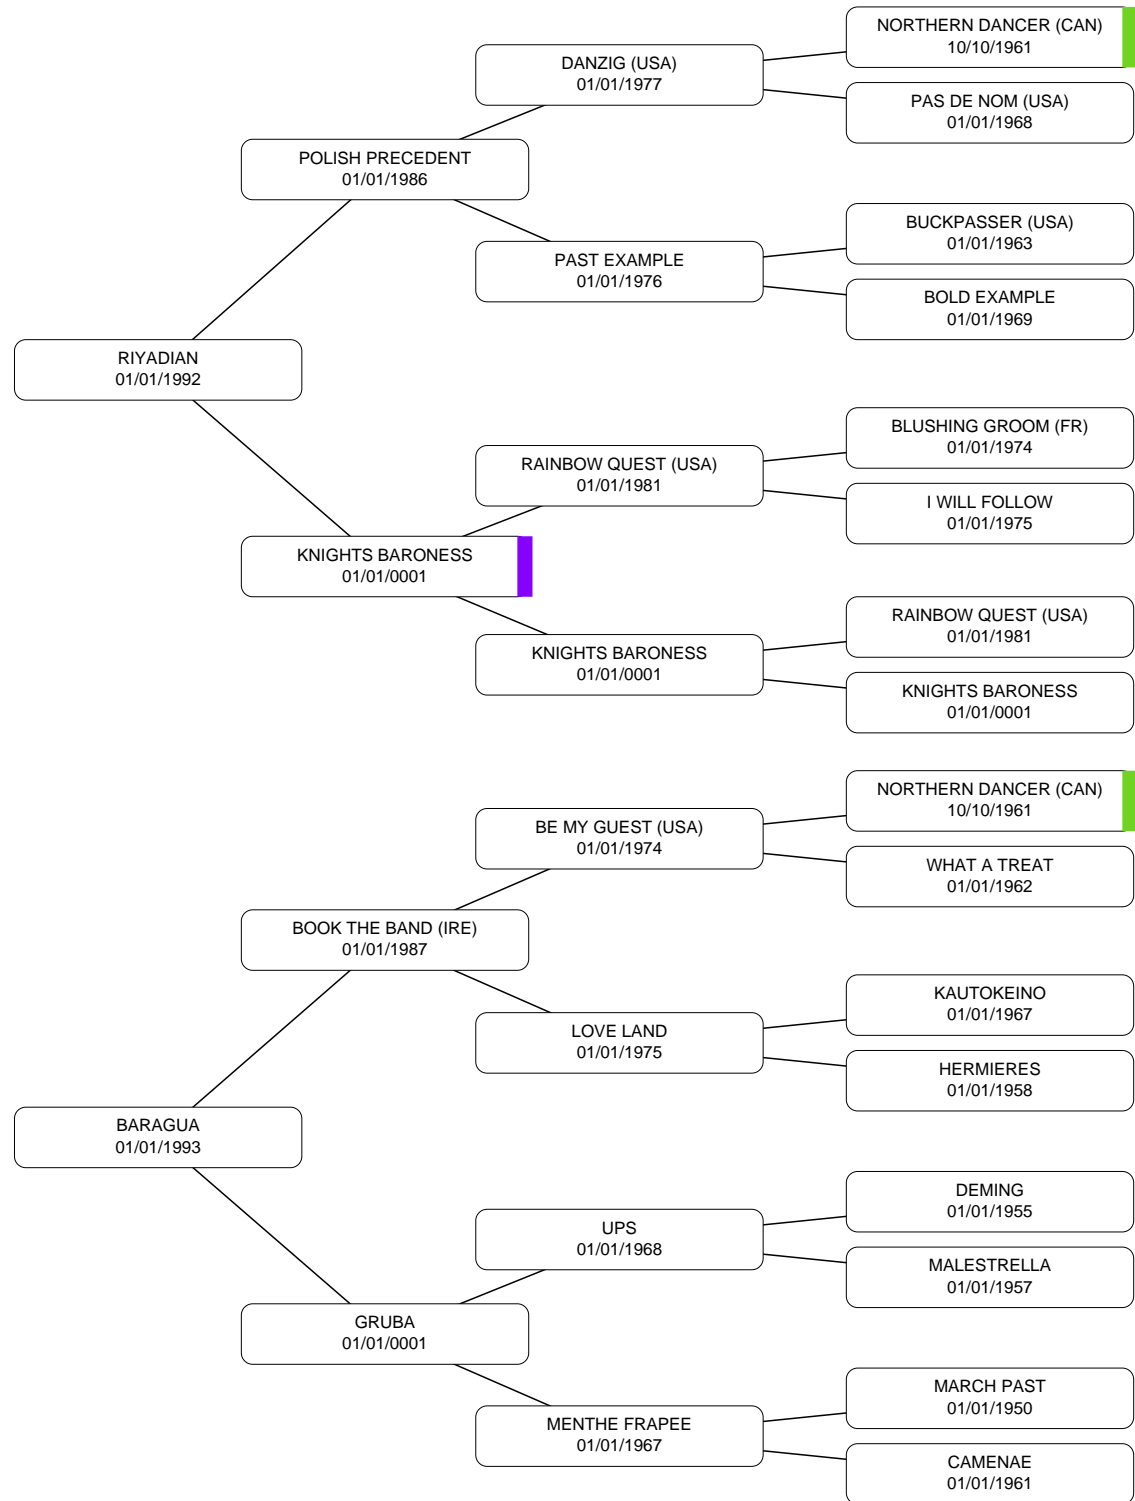 NORTHERN DANCER (CAN)
10/10/1961
DANZIG (USA)
01/01/1977
PAS DE NOM (USA)
01/01/1968
POLISH PRECEDENT
01/01/1986
BUCKPASSER (USA)
01/01/1963
PAST EXAMPLE
01/01/1976
BOLD EXAMPLE
01/01/1969
RIYADIAN
01/01/1992
BLUSHING GROOM (FR)
01/01/1974
RAINBOW QUEST (USA)
01/01/1981
I WILL FOLLOW
01/01/1975
KNIGHTS BARONESS
01/01/0001
RAINBOW QUEST (USA)
01/01/1981
KNIGHTS BARONESS
01/01/0001
KNIGHTS BARONESS
01/01/0001
NORTHERN DANCER (CAN)
10/10/1961
BE MY GUEST (USA)
01/01/1974
WHAT A TREAT
01/01/1962
BOOK THE BAND (IRE)
01/01/1987
KAUTOKEINO
01/01/1967
LOVE LAND
01/01/1975
HERMIERES
01/01/1958
BARAGUA
01/01/1993
DEMING
01/01/1955
UPS
01/01/1968
MALESTRELLA
01/01/1957
GRUBA
01/01/0001
MARCH PAST
01/01/1950
MENTHE FRAPEE
01/01/1967
CAMENAE
01/01/1961